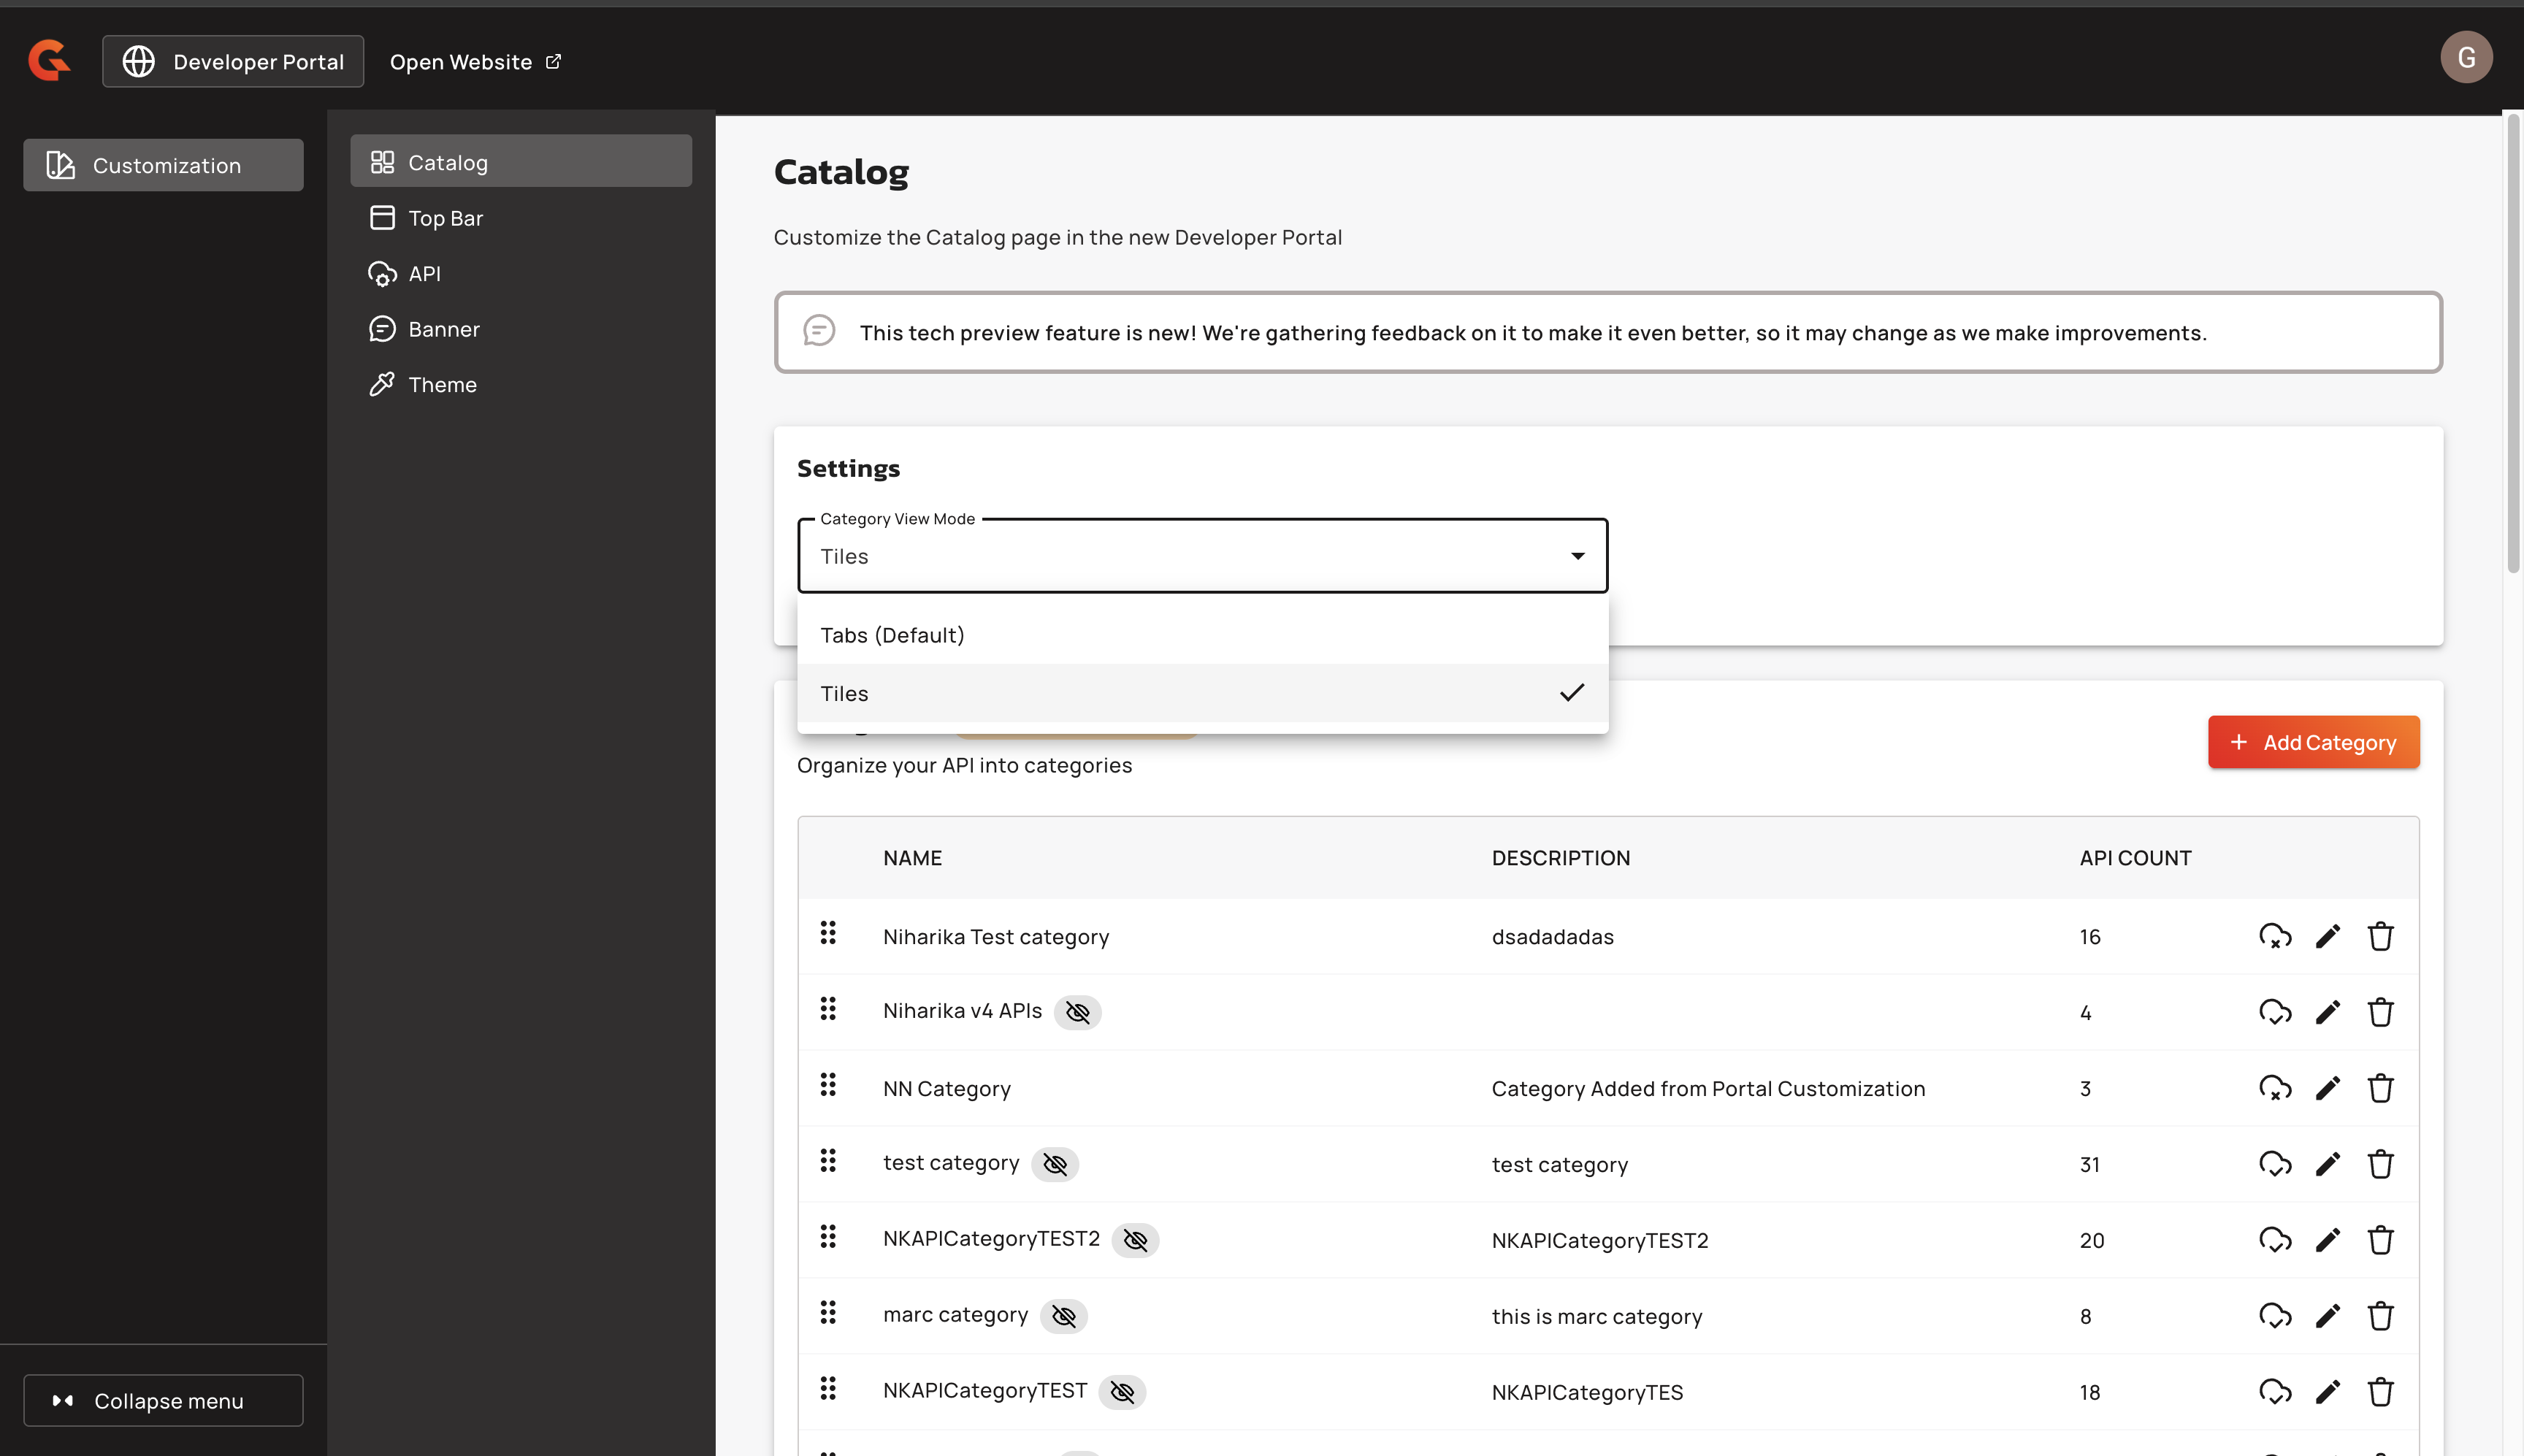 Developer Portal
Open Website
G
Customization
Catalog
Top Bar
API
Banner
Theme
Collapse menu
Catalog
Customize the Catalog page in the new Developer Portal
This tech preview feature is new! We're gathering feedback on it to make it even better, so it may change as we make improvements.
Settings
Category View Mode
Tiles
Tabs (Default)
Tiles
Organize your API into categories
Add Category
NAME DESCRIPTION API COUNT
Niharika Test category dsadadadas 16
Niharika v4 APIs 4
NN Category Category Added from Portal Customization 3
test category test category 31
NKAPICategoryTEST2 NKAPICategoryTEST2 20
marc category this is marc category 8
NKAPICategoryTEST NKAPICategoryTES 18